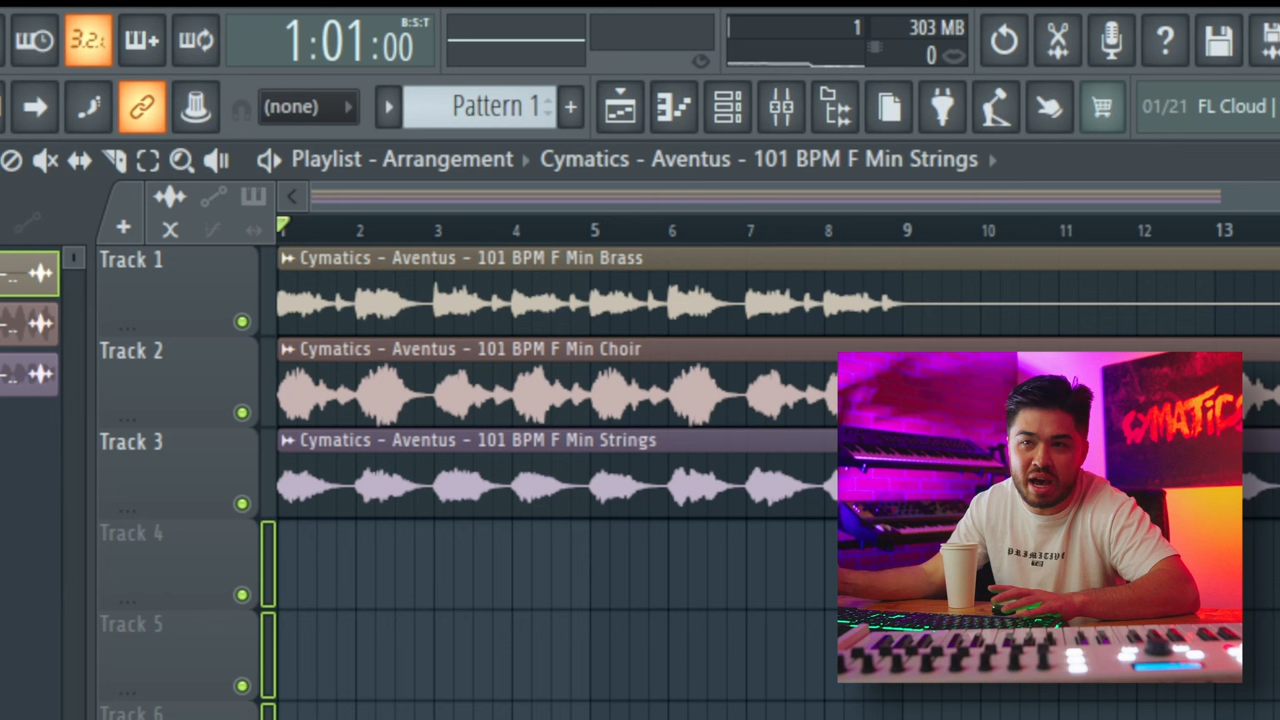 3.2.1
1:01:00
B:S:T
1
303 MB
0
(none)
Pattern 1
+
?
01/21 FL Cloud |
Playlist - Arrangement
Cymatics - Aventus - 101 BPM F Min Strings
1 2 3 4 5 6 7 8 9 10 11 12 13
Track 1
Cymatics - Aventus - 101 BPM F Min Brass
Track 2
Cymatics - Aventus - 101 BPM F Min Choir
Track 3
Cymatics - Aventus - 101 BPM F Min Strings
Track 4
Track 5
Track 6
CYMATICS
PRIMITIVE